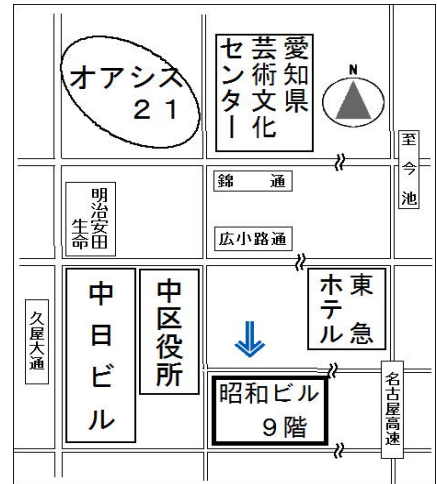 オアシス
２１
愛知県
芸術文化
センター
N
至今池
錦通
明治安田
生命
広小路通
中日ビル
中区役所
東急
ホテル
久屋大通
昭和ビル
９階
名古屋高速